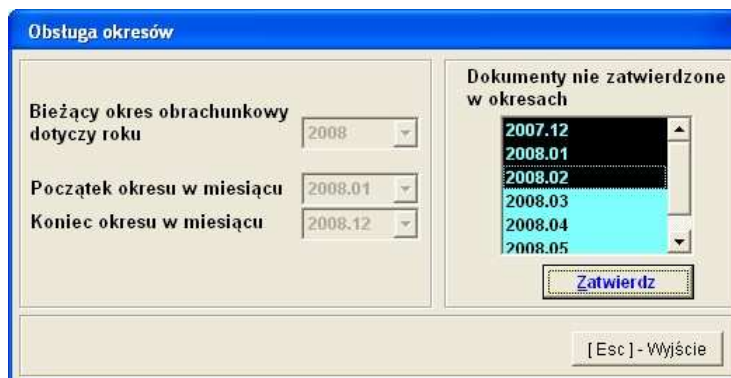 Obsługa okresów
Bieżący okres obrachunkowy
dotyczy roku
2008
Początek okresu w miesiącu
2008.01
Koniec okresu w miesiącu
2008.12
Dokumenty nie zatwierdzone
w okresach
2007.12
2008.01
2008.02
2008.03
2008.04
2008.05
Zatwierdz
[ Esc ] - Wyjście